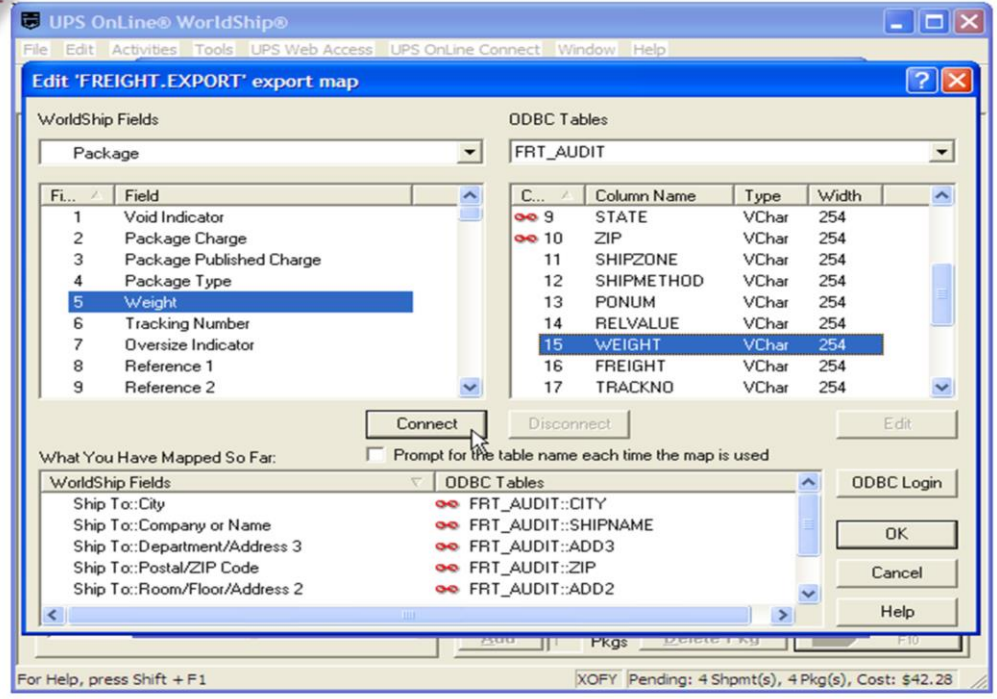 UPS OnLine® WorldShip®
File Edit Activities Tools UPS Web Access UPS OnLine Connect Window Help
Edit 'FREIGHT.EXPORT' export map
WorldShip Fields
ODBC Tables
Package
FRT_AUDIT
Fi... Field
1 Void Indicator
2 Package Charge
3 Package Published Charge
4 Package Type
5 Weight
6 Tracking Number
7 Oversize Indicator
8 Reference 1
9 Reference 2
C... Column Name Type Width
9 STATE VChar 254
10 ZIP VChar 254
11 SHIPZONE VChar 254
12 SHIPMETHOD VChar 254
13 PONUM VChar 254
14 RELVALUE VChar 254
15 WEIGHT VChar 254
16 FREIGHT VChar 254
17 TRACKNO VChar 254
Connect Disconnect Edit
What You Have Mapped So Far:
Prompt for the table name each time the map is used
WorldShip Fields ODBC Tables
Ship To::City FRT_AUDIT::CITY
Ship To::Company or Name FRT_AUDIT::SHIPNAME
Ship To::Department/Address 3 FRT_AUDIT::ADD3
Ship To::Postal/ZIP Code FRT_AUDIT::ZIP
Ship To::Room/Floor/Address 2 FRT_AUDIT::ADD2
ODBC Login
OK
Cancel
Help
Add Pkgs Delete Pkg F10
For Help, press Shift + F1
XOFY Pending: 4 Shpmt(s), 4 Pkg(s), Cost: $42.28